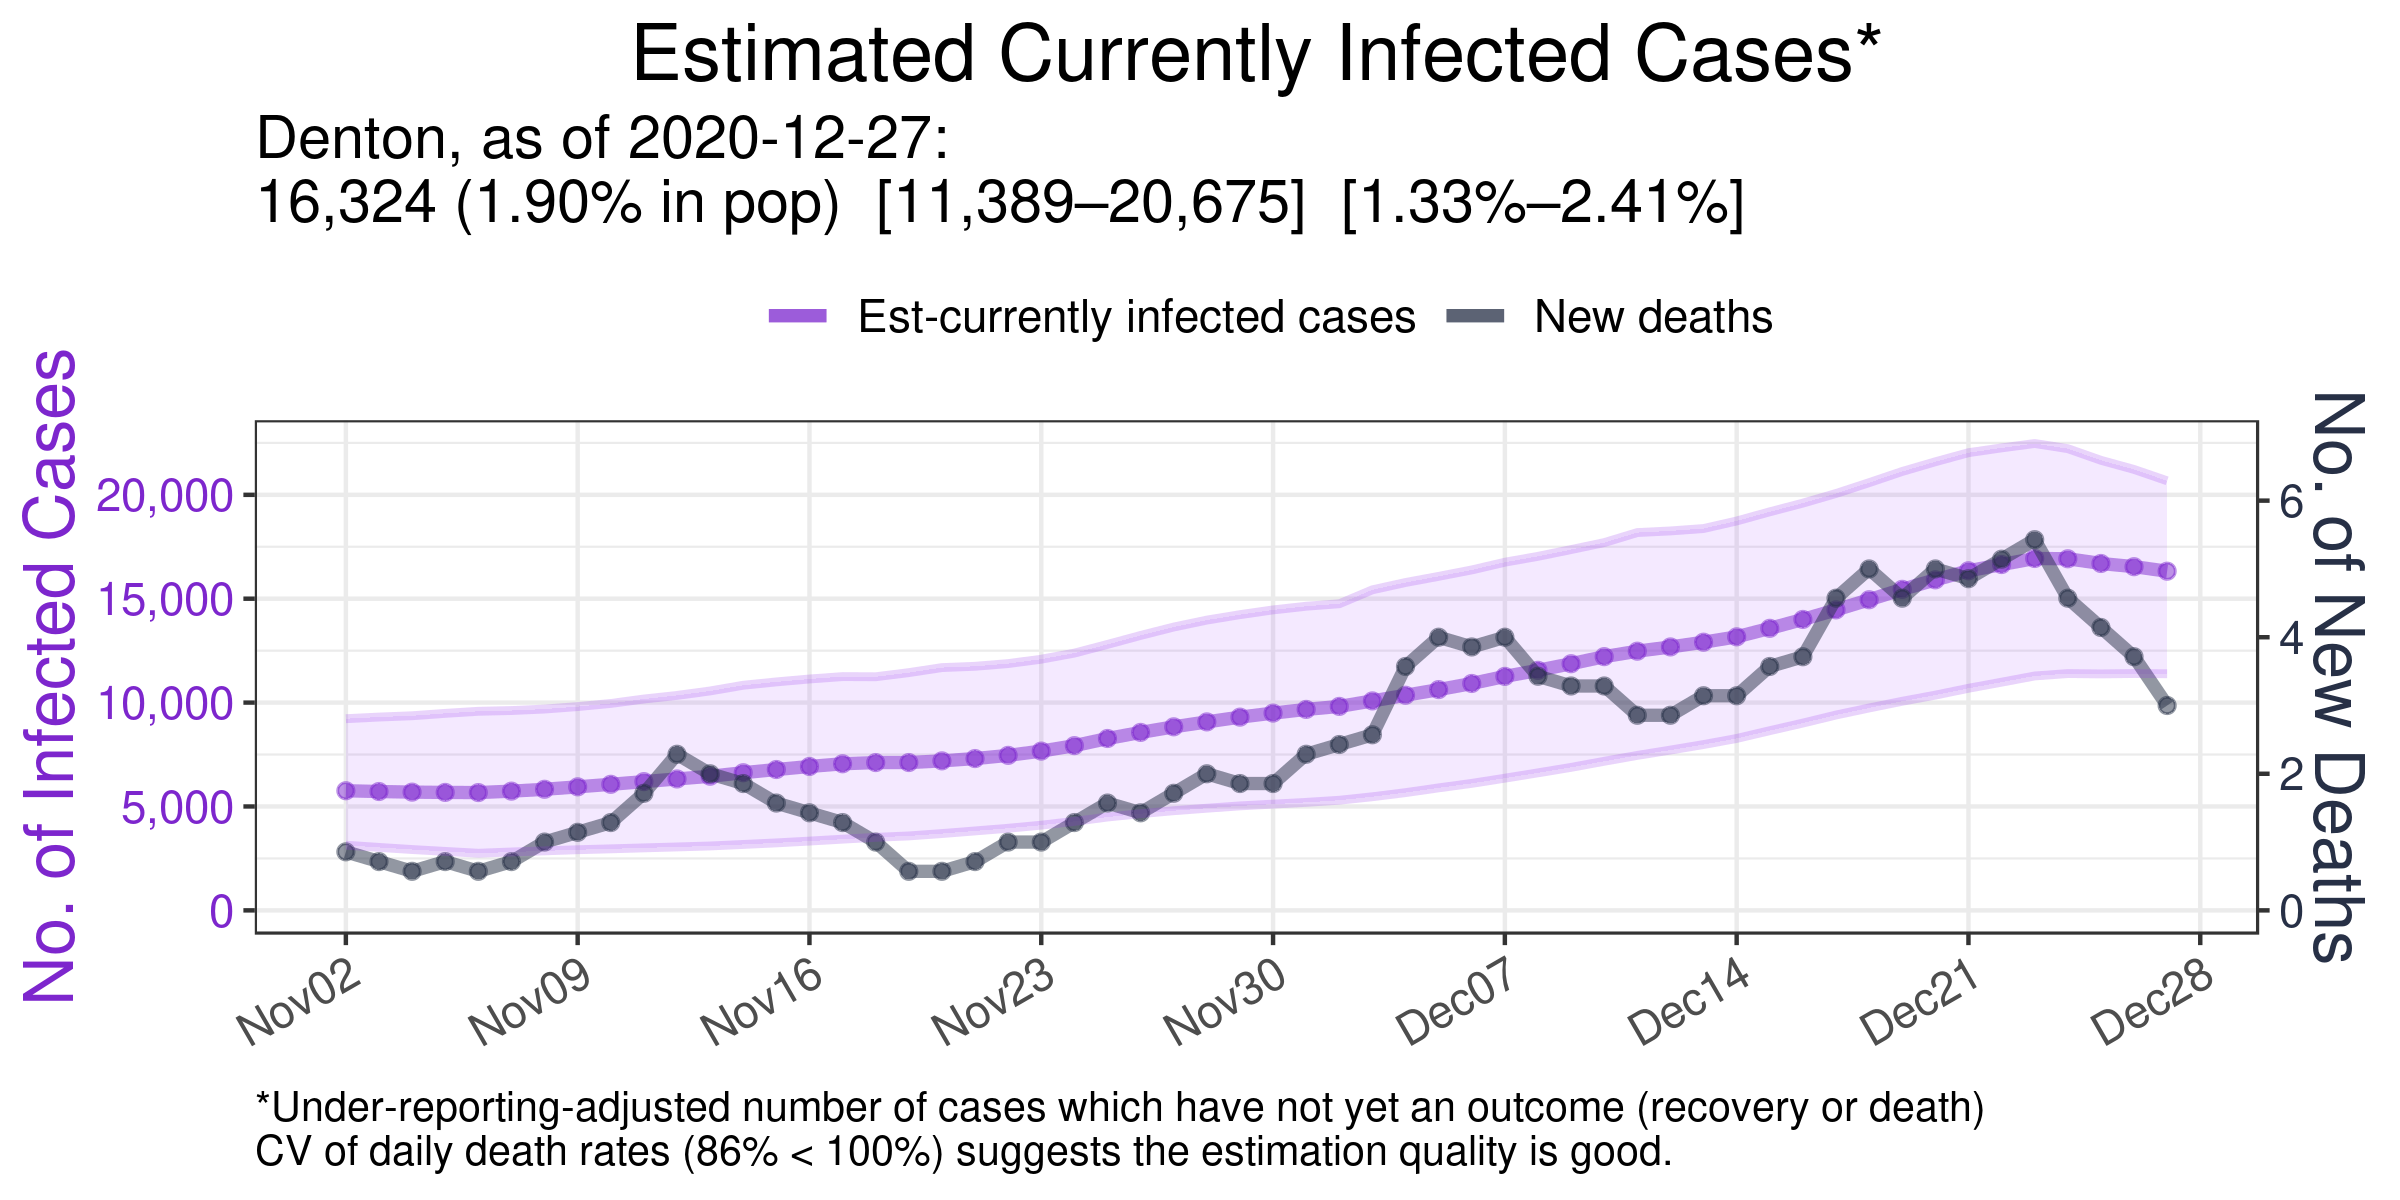 Estimated Currently Infected Cases*
Denton, as of 2020-12-27:
16,324 (1.90% in pop)  [11,389–20,675]  [1.33%–2.41%]
Est-currently infected cases
New deaths
No. of Infected Cases
20,000
15,000
10,000
5,000
0
6
4
2
0
No. of New Deaths
Nov02
Nov09
Nov16
Nov23
Nov30
Dec07
Dec14
Dec21
Dec28
*Under-reporting-adjusted number of cases which have not yet an outcome (recovery or death)
CV of daily death rates (86% < 100%) suggests the estimation quality is good.